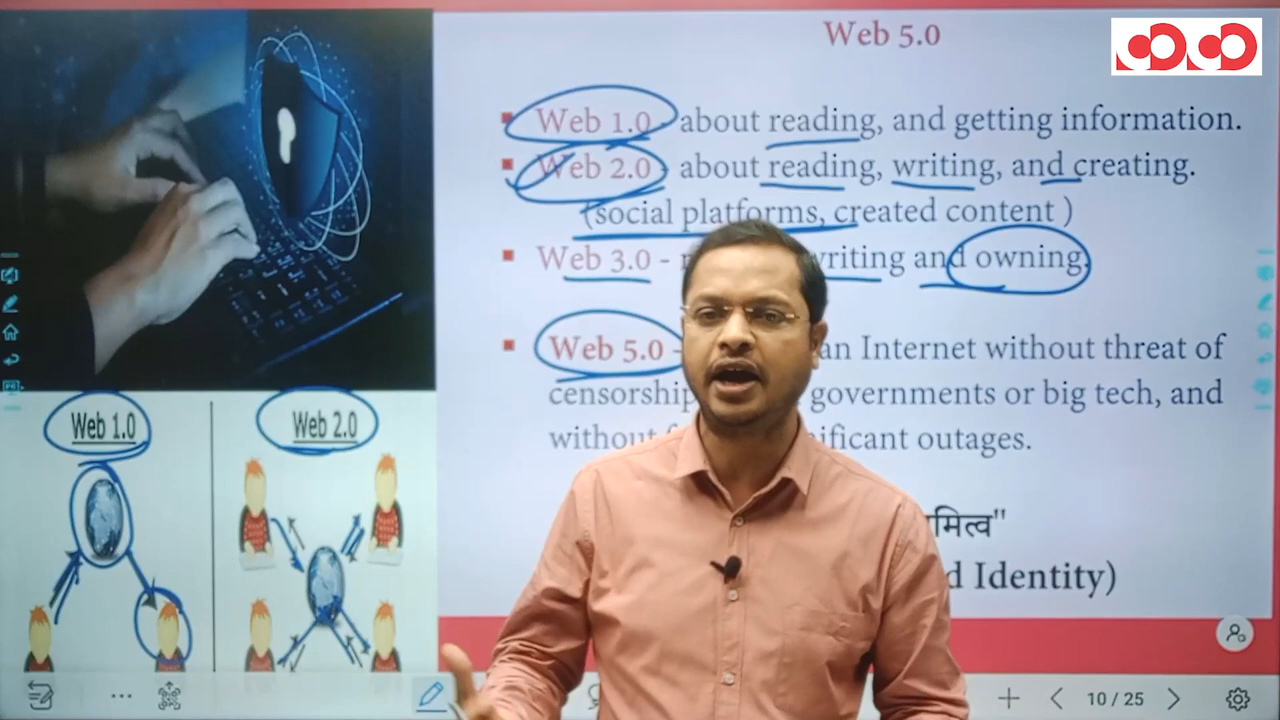 Web 5.0
Web 1.0 about reading, and getting information.
Web 2.0 - about reading, writing, and creating.
(social platforms, created content )
Web 3.0 - writing and owning.
Web 5.0 - an Internet without threat of
censorship governments or big tech, and
without outages.
Identity)
Web 1.0
Web 2.0
10 / 25